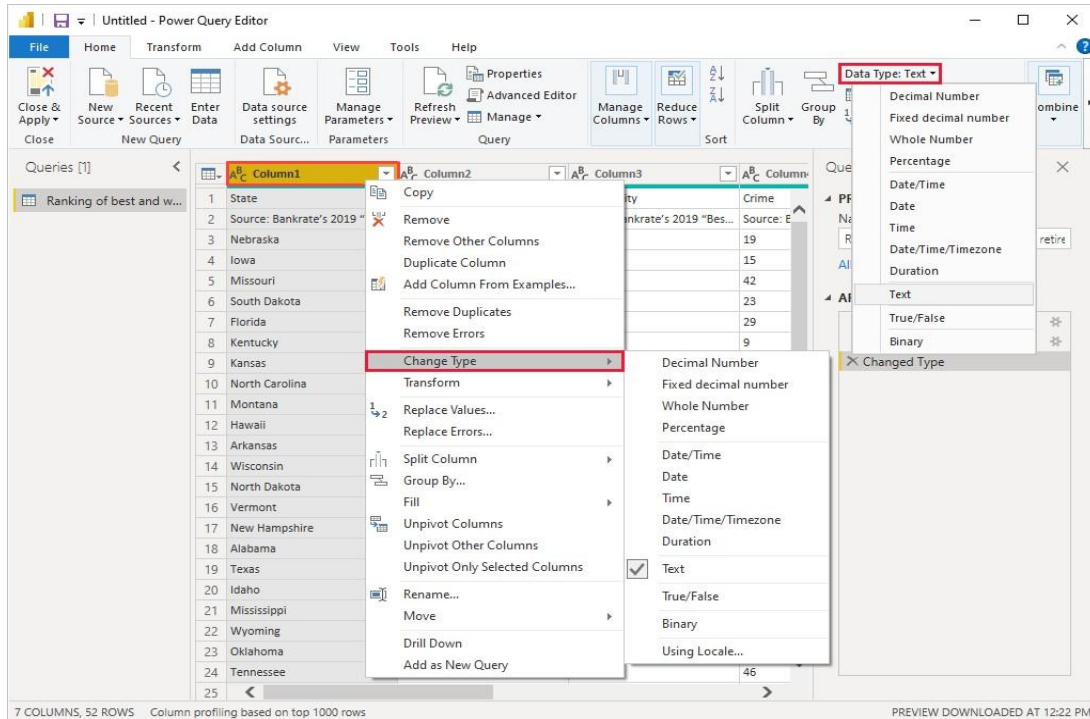 Untitled - Power Query Editor
File Home Transform Add Column View Tools Help
Close & Apply
New Source
Recent Sources
Enter Data
Data source settings
Manage Parameters
Refresh Preview
Properties
Advanced Editor
Manage
Manage Columns
Reduce Rows
Split Column
Group By
Data Type: Text
ombine
Close
New Query
Data Sourc...
Parameters
Query
Sort
Decimal Number
Fixed decimal number
Whole Number
Percentage
Date/Time
Date
Time
Date/Time/Timezone
Duration
Text
True/False
Binary
Queries [1]
Ranking of best and w...
Column1
Column2
Column3
Column
1 State
2 Source: Bankrate's 2019 "
3 Nebraska
4 Iowa
5 Missouri
6 South Dakota
7 Florida
8 Kentucky
9 Kansas
10 North Carolina
11 Montana
12 Hawaii
13 Arkansas
14 Wisconsin
15 North Dakota
16 Vermont
17 New Hampshire
18 Alabama
19 Texas
20 Idaho
21 Mississippi
22 Wyoming
23 Oklahoma
24 Tennessee
25
Copy
Remove
Remove Other Columns
Duplicate Column
Add Column From Examples...
Remove Duplicates
Remove Errors
Change Type
Transform
Replace Values...
Replace Errors...
Split Column
Group By...
Fill
Unpivot Columns
Unpivot Other Columns
Unpivot Only Selected Columns
Rename...
Move
Drill Down
Add as New Query
Decimal Number
Fixed decimal number
Whole Number
Percentage
Date/Time
Date
Time
Date/Time/Timezone
Duration
Text
True/False
Binary
Using Locale...
ity
ankrate's 2019 "Bes...
Crime
Source: E
19
15
42
23
29
9
46
Que
PF
Na
R
retire
All
AF
Changed Type
7 COLUMNS, 52 ROWS Column profiling based on top 1000 rows
PREVIEW DOWNLOADED AT 12:22 PM